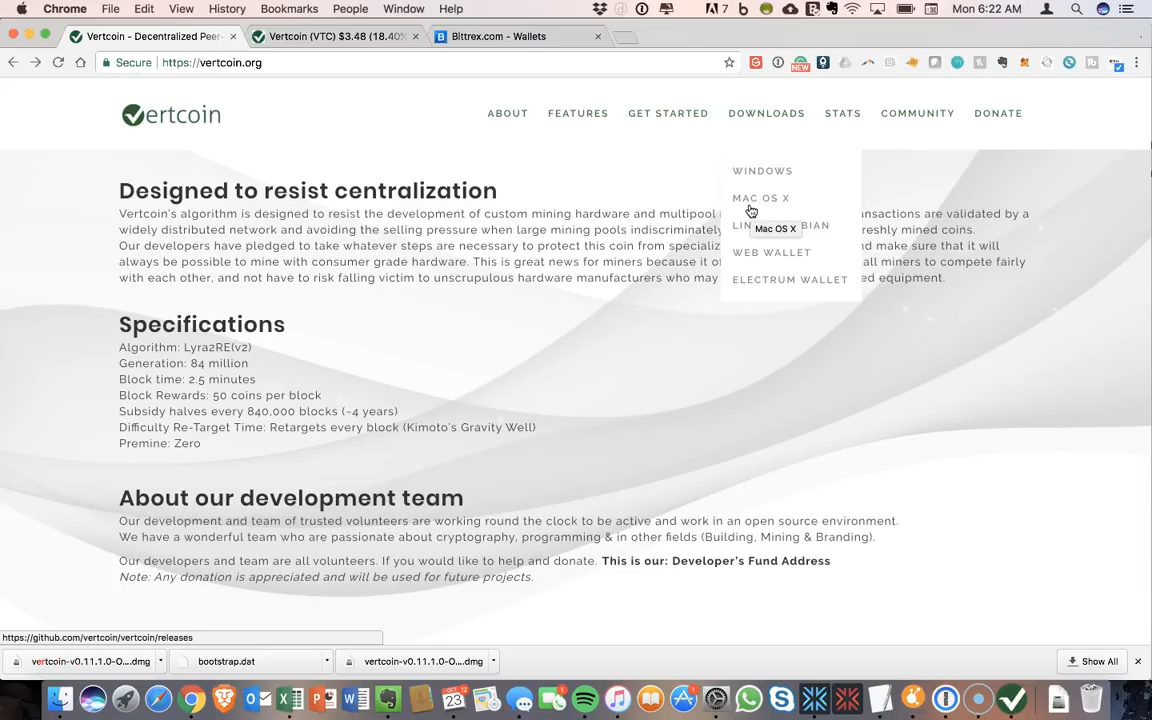 Chrome File Edit View History Bookmarks People Window Help
7
Mon 6:22 AM
Vertcoin - Decentralized Peer-
Vertcoin (VTC) $3.48 (18.40%
Bittrex.com - Wallets
Secure
https://vertcoin.org
NEW
ertcoin
ABOUT FEATURES GET STARTED DOWNLOADS STATS COMMUNITY DONATE
WINDOWS
MAC OS X
LIN BIAN
Mac OS X
WEB WALLET
ELECTRUM WALLET
Designed to resist centralization
Vertcoin's algorithm is designed to resist the development of custom mining hardware and multipool ansactions are validated by a
widely distributed network and avoiding the selling pressure when large mining pools indiscriminately reshly mined coins.
Our developers have pledged to take whatever steps are necessary to protect this coin from specializ nd make sure that it will
always be possible to mine with consumer grade hardware. This is great news for miners because it of all miners to compete fairly
with each other, and not have to risk falling victim to unscrupulous hardware manufacturers who may ed equipment.
Specifications
Algorithm: Lyra2RE(v2)
Generation: 84 million
Block time: 2.5 minutes
Block Rewards: 50 coins per block
Subsidy halves every 840,000 blocks (~4 years)
Difficulty Re-Target Time: Retargets every block (Kimoto's Gravity Well)
Premine: Zero
About our development team
Our development and team of trusted volunteers are working round the clock to be active and work in an open source environment.
We have a wonderful team who are passionate about cryptography, programming & in other fields (Building, Mining & Branding).
Our developers and team are all volunteers. If you would like to help and donate. This is our: Developer's Fund Address
Note: Any donation is appreciated and will be used for future projects.
https://github.com/vertcoin/vertcoin/releases
vertcoin-v0.11.1.0-O....dmg
bootstrap.dat
vertcoin-v0.11.1.0-O....dmg
Show All
23